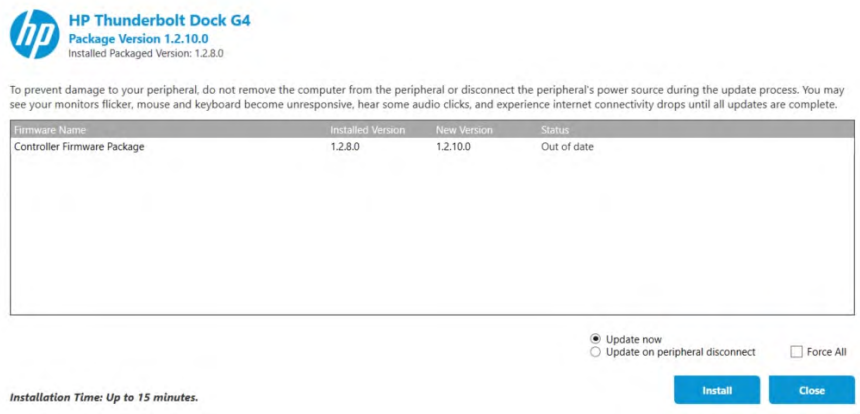 hp
HP Thunderbolt Dock G4
Package Version 1.2.10.0
Installed Packaged Version: 1.2.8.0
To prevent damage to your peripheral, do not remove the computer from the peripheral or disconnect the peripheral's power source during the update process. You may
see your monitors flicker, mouse and keyboard become unresponsive, hear some audio clicks, and experience internet connectivity drops until all updates are complete.
Firmware Name Installed Version New Version Status
Controller Firmware Package 1.2.8.0 1.2.10.0 Out of date
Update now
Update on peripheral disconnect Force All
Installation Time: Up to 15 minutes. Install Close